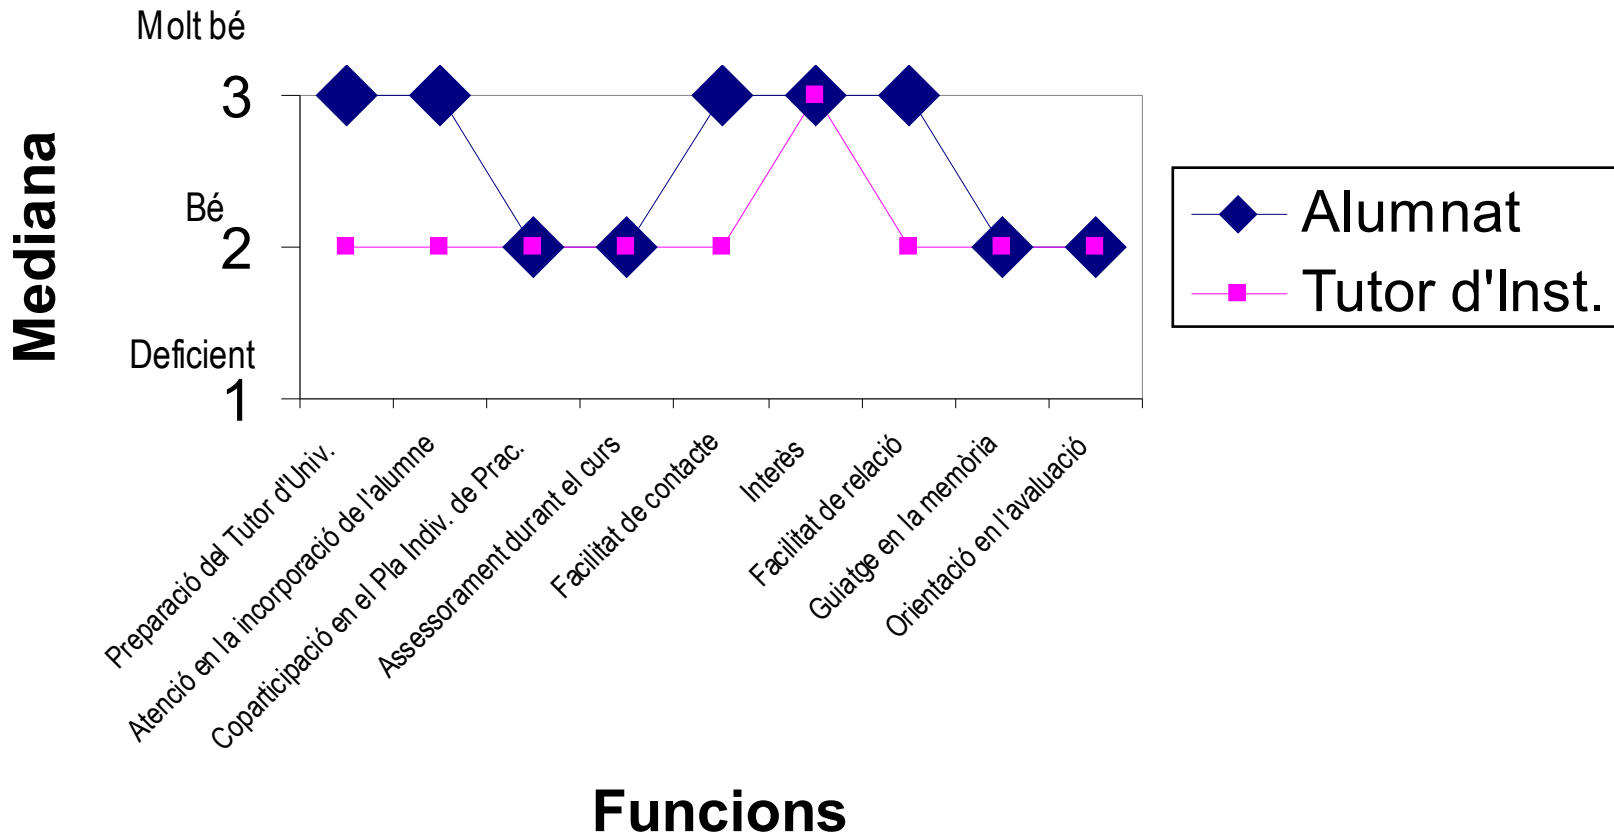 Molt bé
3
Bé
2
Deficient
1
Mediana
Preparació del Tutor d'Univ.
Atenció en la incorporació de l'alumne
Coparticipació en el Pla Indiv. de Prac.
Assessorament durant el curs
Facilitat de contacte
Interès
Facilitat de relació
Guiatge en la memòria
Orientació en l'avaluació
Funcions
Alumnat
Tutor d'Inst.